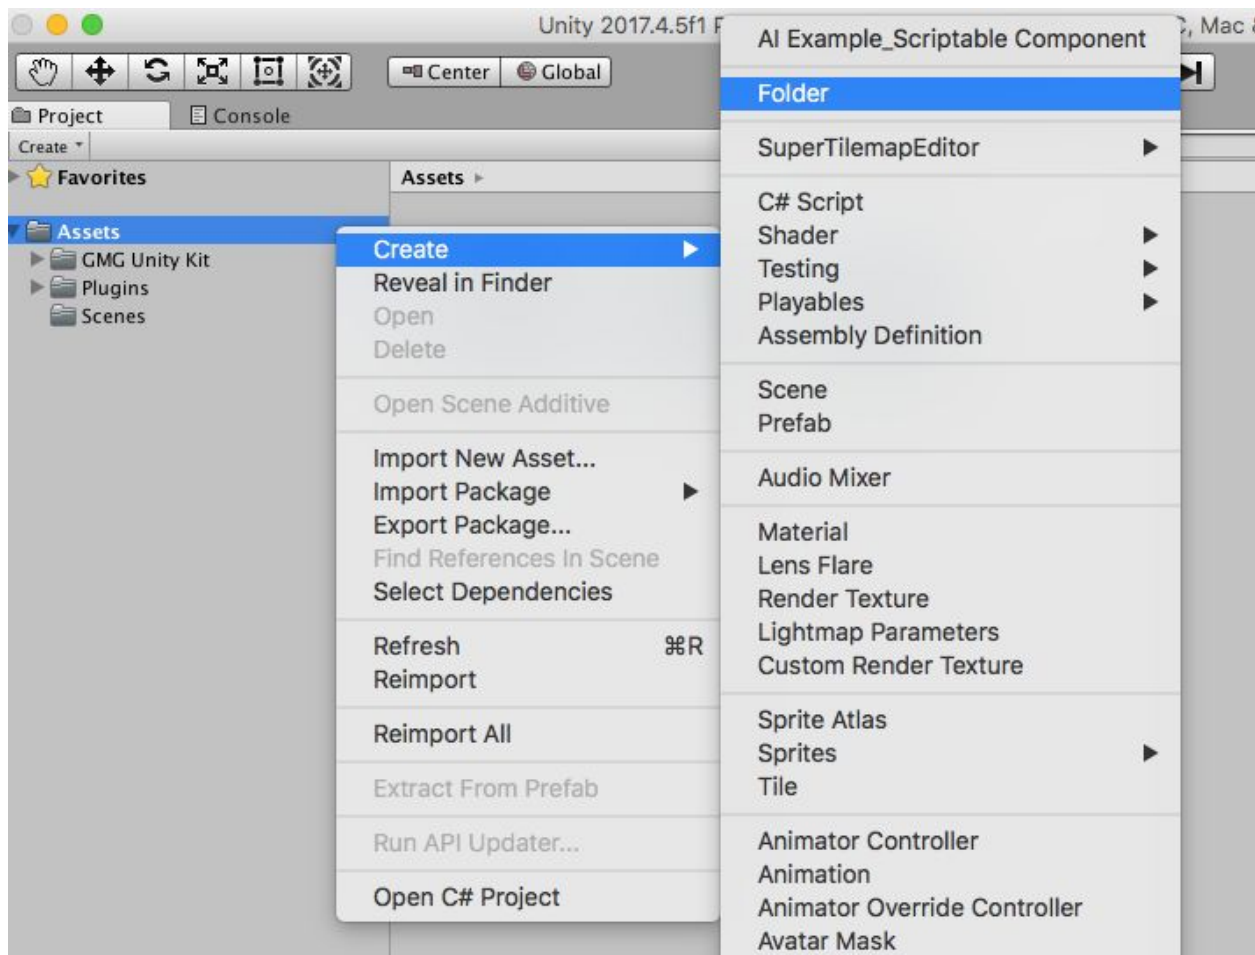 Unity 2017.4.5f1
, Mac &
Center
Global
Project
Console
Create
Favorites
Assets
Assets
GMG Unity Kit
Plugins
Scenes
Create
Reveal in Finder
Open
Delete
Open Scene Additive
Import New Asset...
Import Package
Export Package...
Find References In Scene
Select Dependencies
Refresh ⌘R
Reimport
Reimport All
Extract From Prefab
Run API Updater...
Open C# Project
AI Example_Scriptable Component
Folder
SuperTilemapEditor
C# Script
Shader
Testing
Playables
Assembly Definition
Scene
Prefab
Audio Mixer
Material
Lens Flare
Render Texture
Lightmap Parameters
Custom Render Texture
Sprite Atlas
Sprites
Tile
Animator Controller
Animation
Animator Override Controller
Avatar Mask